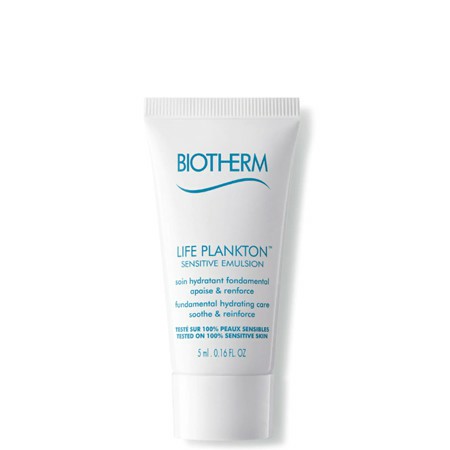 BIOTHERM
LIFE PLANKTON™
SENSITIVE EMULSION
soin hydratant fondamental
apaise & renforce
fundamental hydrating care
soothe & reinforce
TESTÉ SUR 100% PEAUX SENSIBLES
TESTED ON 100% SENSITIVE SKIN
5 ml . 0.16 FL. OZ